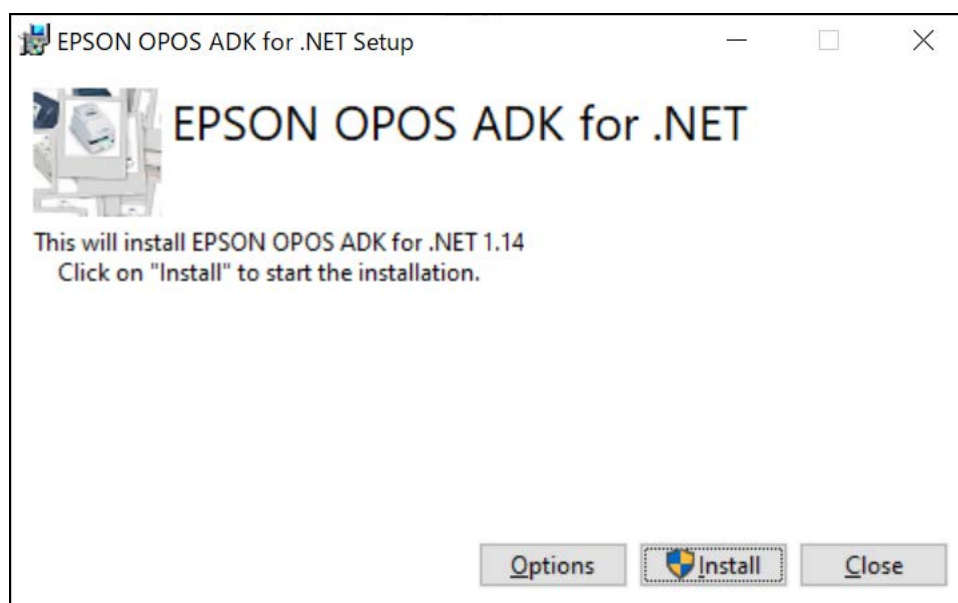 EPSON OPOS ADK for .NET Setup
EPSON OPOS ADK for .NET
This will install EPSON OPOS ADK for .NET 1.14
Click on "Install" to start the installation.
Options
Install
Close